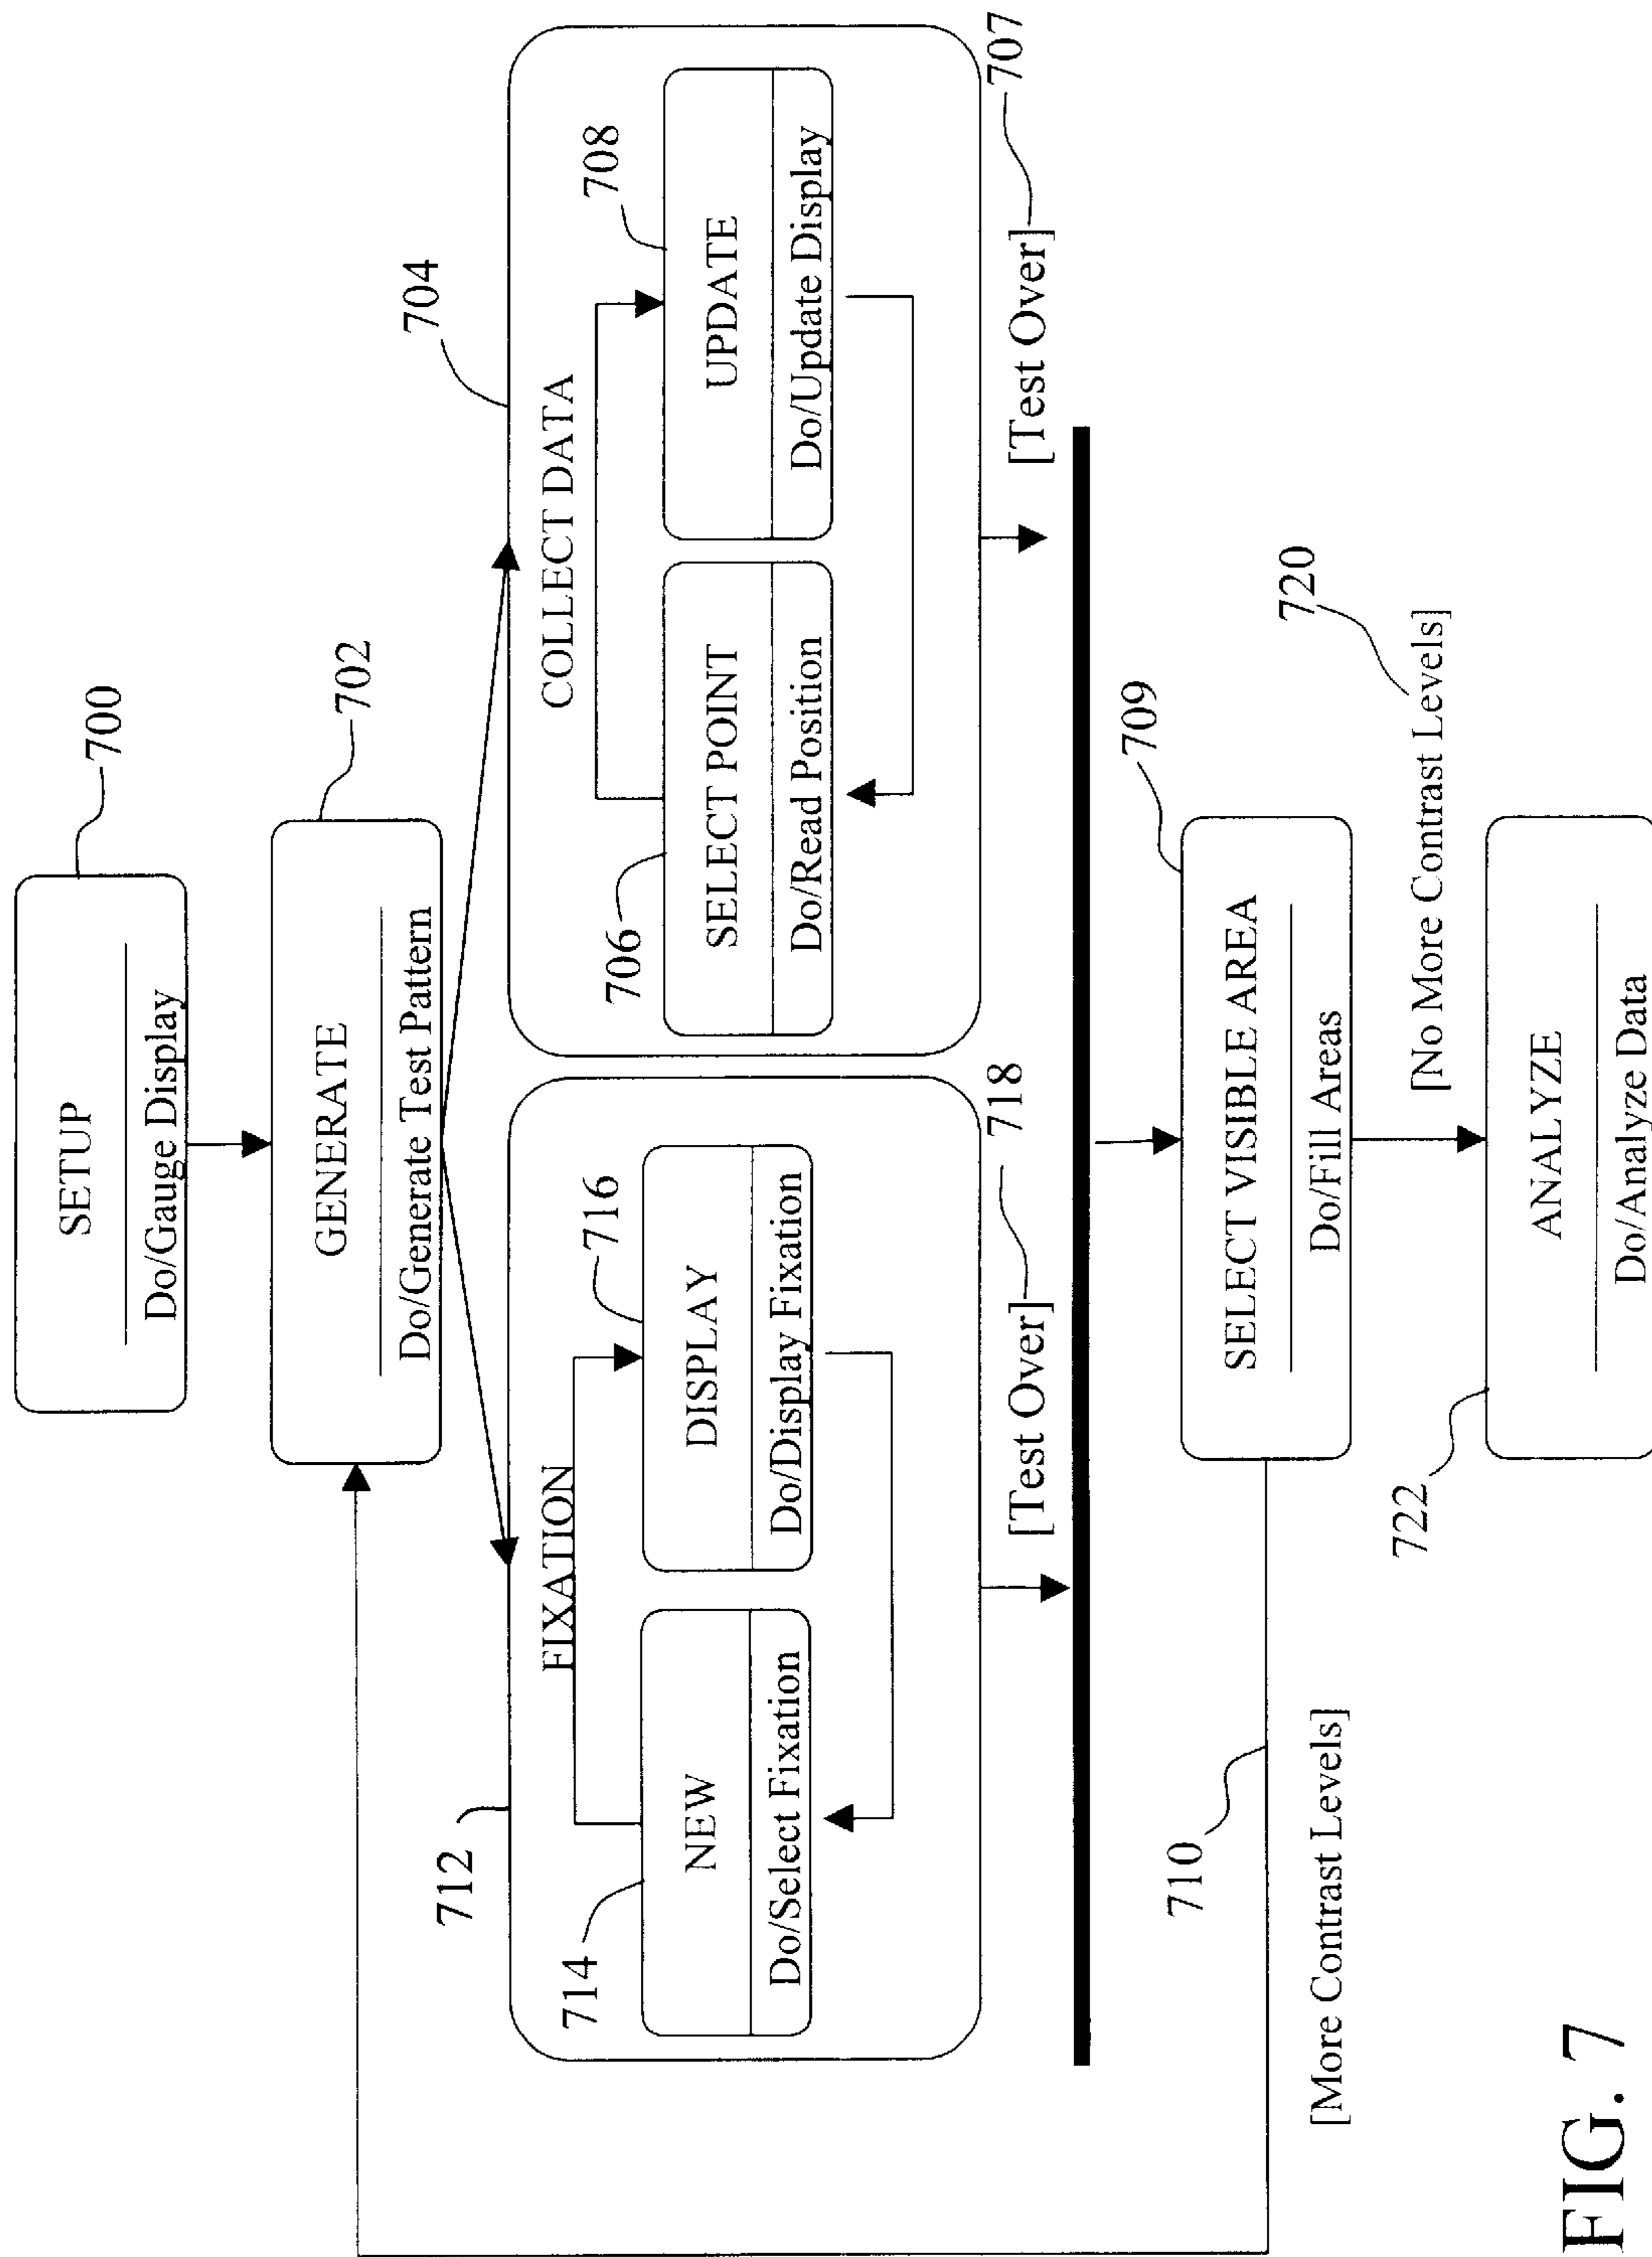 SETUP
Do/Gauge Display
700
GENERATE
Do/Generate Test Pattern
702
712
FIXATION
714
NEW
Do/Select Fixation
716
DISPLAY
Do/Display Fixation
704
COLLECT DATA
706
SELECT POINT
Do/Read Position
708
UPDATE
Do/Update Display
[Test Over]
718
[Test Over]
707
SELECT VISIBLE AREA
Do/Fill Areas
709
710
[More Contrast Levels]
[No More Contrast Levels]
720
722
ANALYZE
Do/Analyze Data
FIG. 7